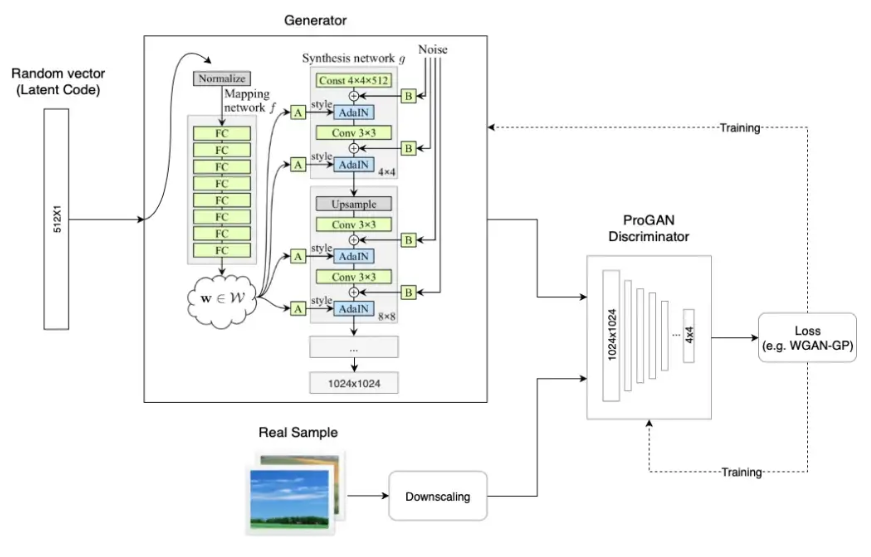 Generator
Random vector
(Latent Code)
512X1
Normalize
Mapping
network f
FC
FC
FC
FC
FC
FC
FC
FC
w ∈ W
Synthesis network g
Noise
Const 4×4×512
B
A
style
AdaIN
Conv 3×3
B
A
style
AdaIN
4×4
Upsample
Conv 3×3
B
A
style
AdaIN
Conv 3×3
B
A
style
AdaIN
8×8
...
1024x1024
Training
ProGAN
Discriminator
1024x1024
...
4x4
Loss
(e.g. WGAN-GP)
Training
Real Sample
Downscaling